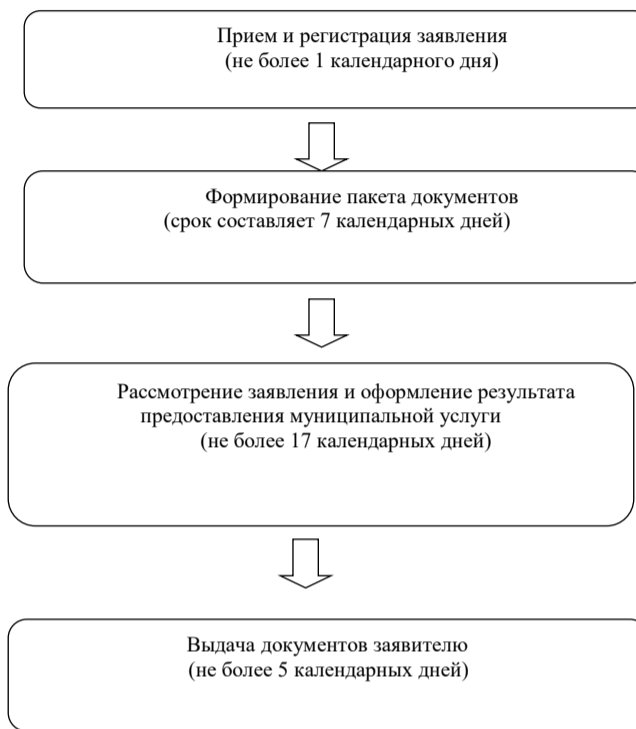 Прием и регистрация заявления
(не более 1 календарного дня)
Формирование пакета документов
(срок составляет 7 календарных дней)
Рассмотрение заявления и оформление результата
предоставления муниципальной услуги
(не более 17 календарных дней)
Выдача документов заявителю
(не более 5 календарных дней)